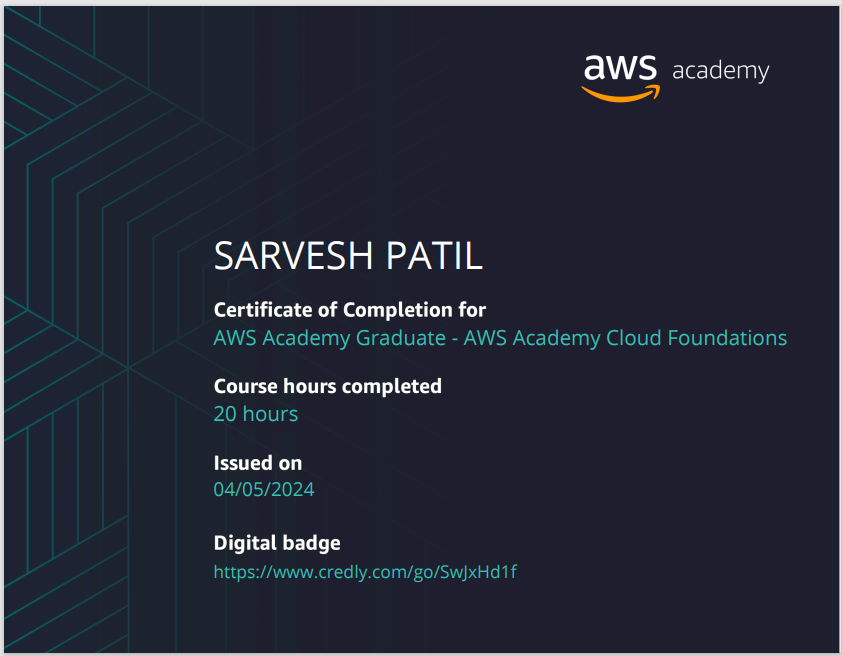 aws academy
SARVESH PATIL
Certificate of Completion for
AWS Academy Graduate - AWS Academy Cloud Foundations
Course hours completed
20 hours
Issued on
04/05/2024
Digital badge
https://www.credly.com/go/SwJxHd1f